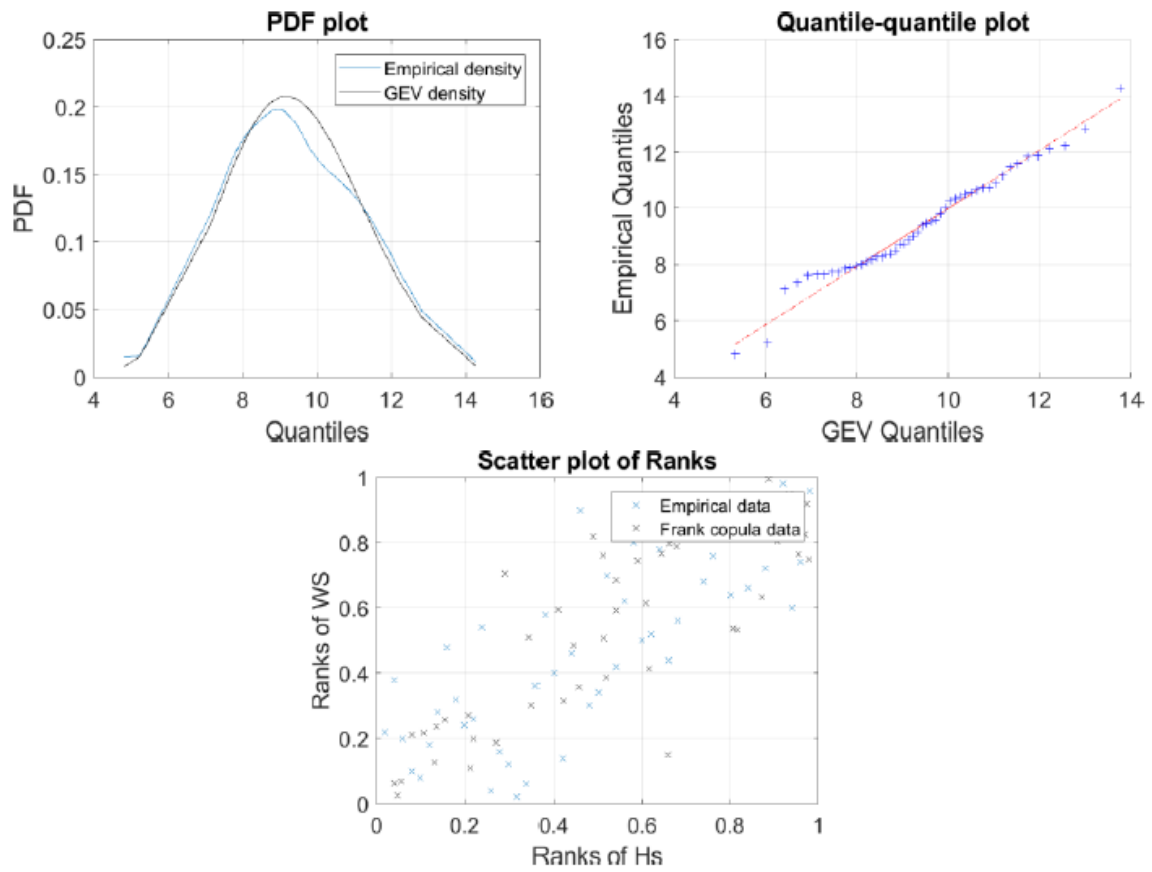 PDF plot
0.25
0.2
0.15
0.1
0.05
0
PDF
Empirical density
GEV density
4 6 8 10 12 14 16
Quantiles
Quantile-quantile plot
16
14
12
10
8
6
4
Empirical Quantiles
4 6 8 10 12 14
GEV Quantiles
Scatter plot of Ranks
1
0.8
0.6
0.4
0.2
0
Ranks of WS
Empirical data
Frank copula data
0 0.2 0.4 0.6 0.8 1
Ranks of Hs